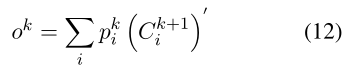 $o^k = \sum_i p_i^k \left( C_i^{k+1} \right)'$ (12)